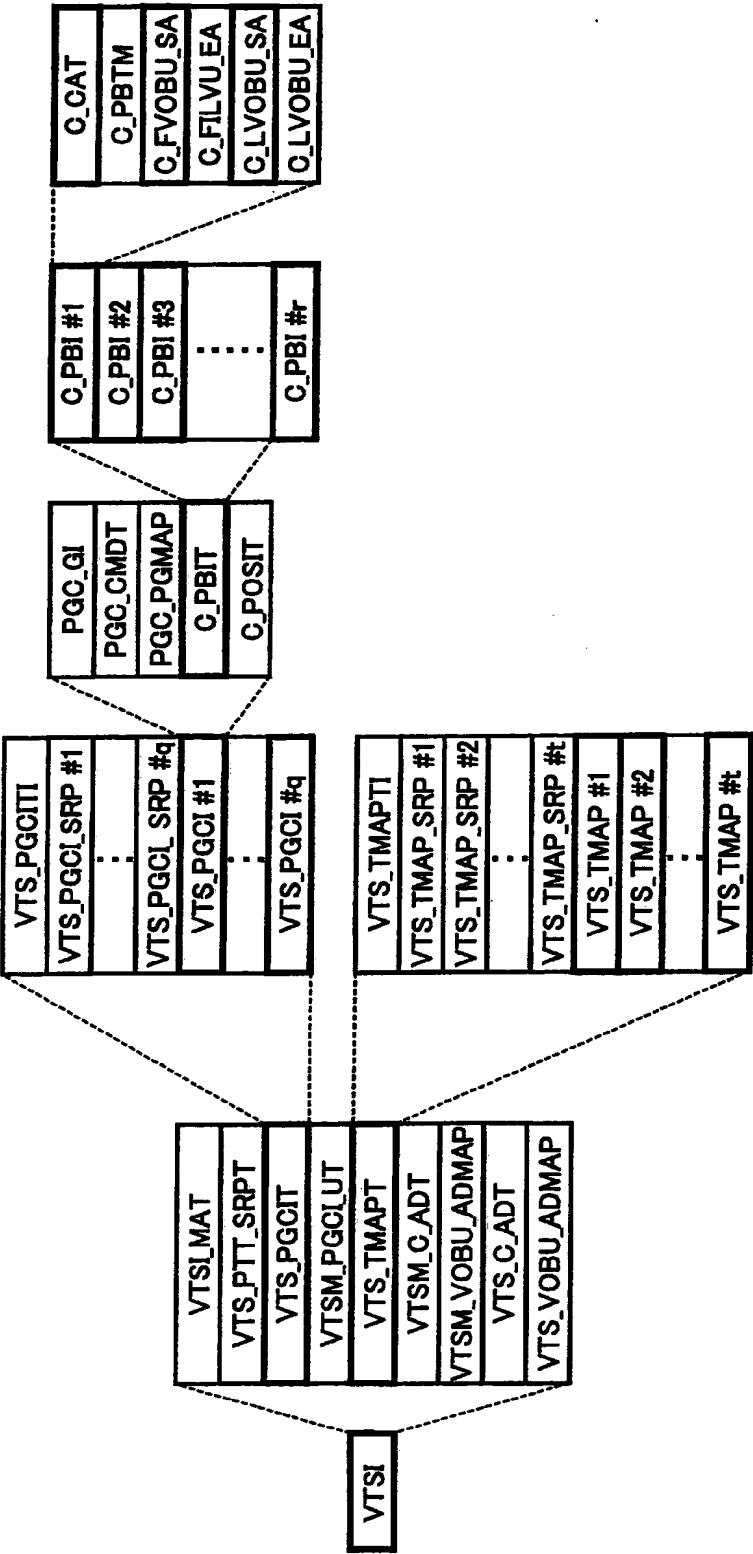 VTSI
VTSI_MAT
VTS_PTT_SRPT
VTS_PGCIT
VTSM_PGCI_UT
VTS_TMAPT
VTSM_C_ADT
VTSM_VOBU_ADMAP
VTS_C_ADT
VTS_VOBU_ADMAP
VTS_PGCITI
VTS_PGCI_SRP #1
.....
VTS_PGCI_SRP #q
VTS_PGCI #1
.....
VTS_PGCI #q
VTS_TMAPTI
VTS_TMAP_SRP #1
VTS_TMAP_SRP #2
.....
VTS_TMAP_SRP #t
VTS_TMAP #1
VTS_TMAP #2
.....
VTS_TMAP #t
PGC_GI
PGC_CMDT
PGC_PGMAP
C_PBIT
C_POSIT
C_PBI #1
C_PBI #2
C_PBI #3
......
C_PBI #r
C_CAT
C_PBTM
C_FVOBU_SA
C_FILVU_EA
C_LVOBU_SA
C_LVOBU_EA